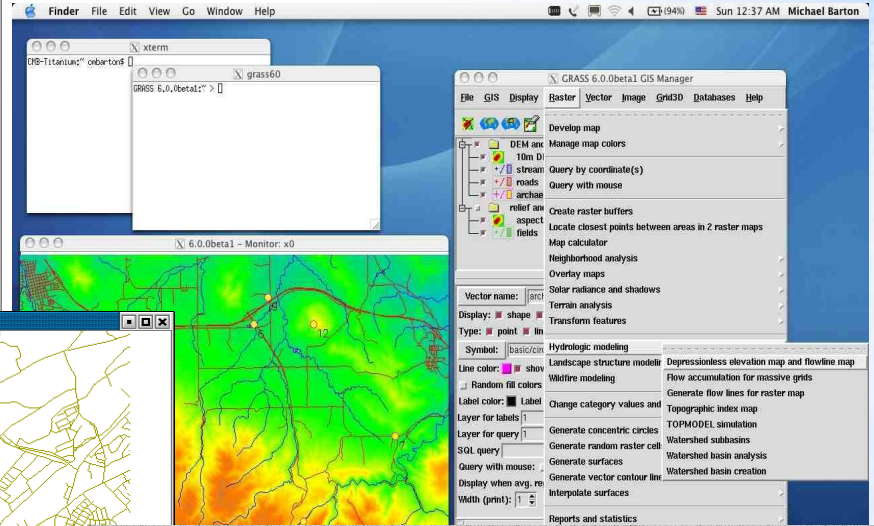 Finder File Edit View Go Window Help
(94%) Sun 12:37 AM Michael Barton
X xterm
CMB-Titanium:~ cmbarton$
X grass60
GRASS 6.0.0beta1:~ >
X GRASS 6.0.0beta1 GIS Manager
File GIS Display Raster Vector Image Grid3D Databases Help
DEM and
10m D
stream
roads
archae
relief an
aspect
fields
Vector name: arch
Display: shape
Type: point lin
Symbol: basic/cir
Line color: show
Random fill colors
Label color: Label
Layer for labels 1
Layer for query 1
SQL query
Query with mouse:
Display when avg. re
Width (print): 1
Develop map
Manage map colors
Query by coordinate(s)
Query with mouse
Create raster buffers
Locate closest points between areas in 2 raster maps
Map calculator
Neighborhood analysis
Overlay maps
Solar radiance and shadows
Terrain analysis
Transform features
Hydrologic modeling
Landscape structure modelin
Wildfire modeling
Change category values and
Generate concentric circles
Generate random raster cell
Generate surfaces
Generate vector contour line
Interpolate surfaces
Reports and statistics
Depressionless elevation map and flowline map
Flow accumulation for massive grids
Generate flow lines for raster map
Topographic index map
TOPMODEL simulation
Watershed subbasins
Watershed basin analysis
Watershed basin creation
X 6.0.0beta1 - Monitor: x0
12